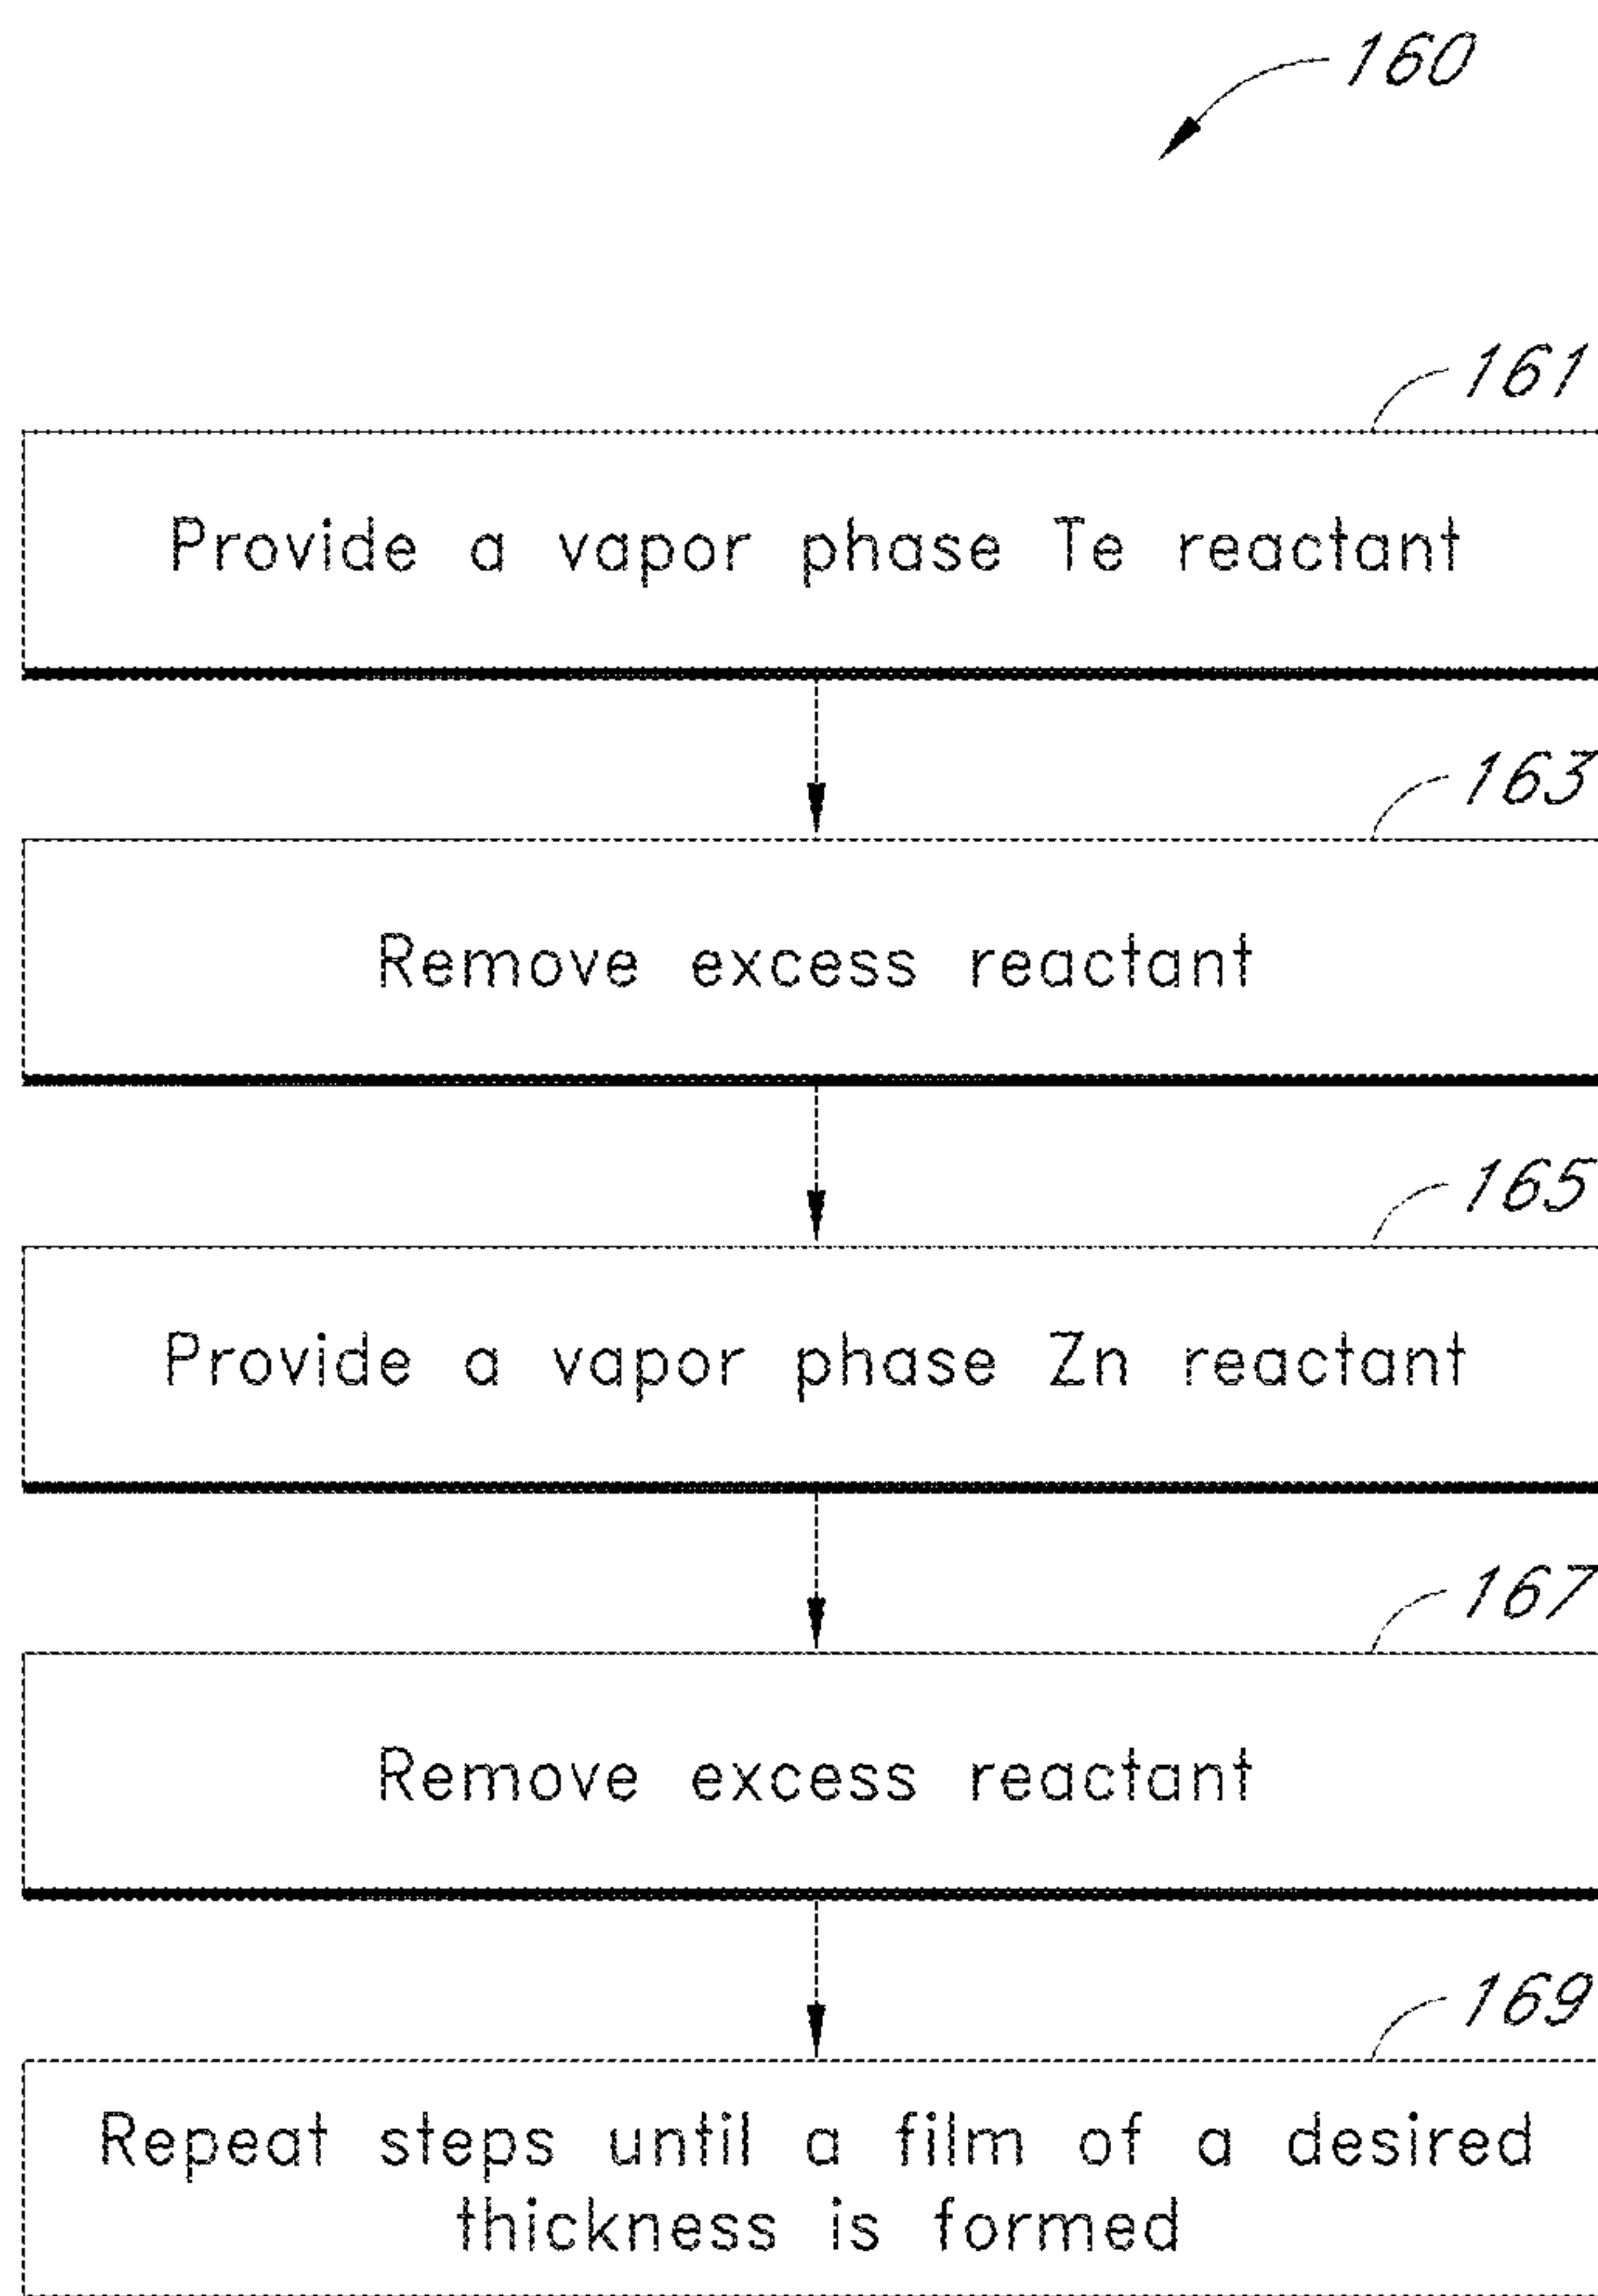 160
161
Provide a vapor phase Te reactant
163
Remove excess reactant
165
Provide a vapor phase Zn reactant
167
Remove excess reactant
169
Repeat steps until a film of a desired
thickness is formed